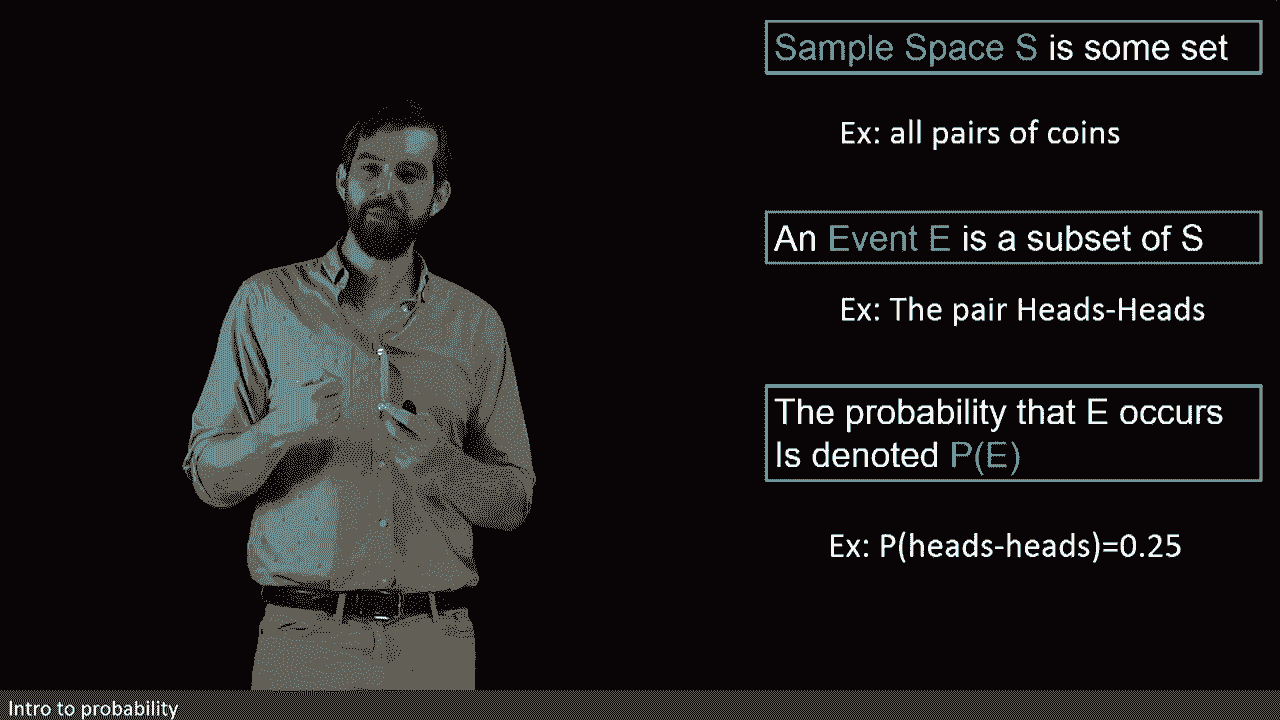 Sample Space S is some set
Ex: all pairs of coins
An Event E is a subset of S
Ex: The pair Heads-Heads
The probability that E occurs
Is denoted P(E)
Ex: P(heads-heads)=0.25
Intro to probability